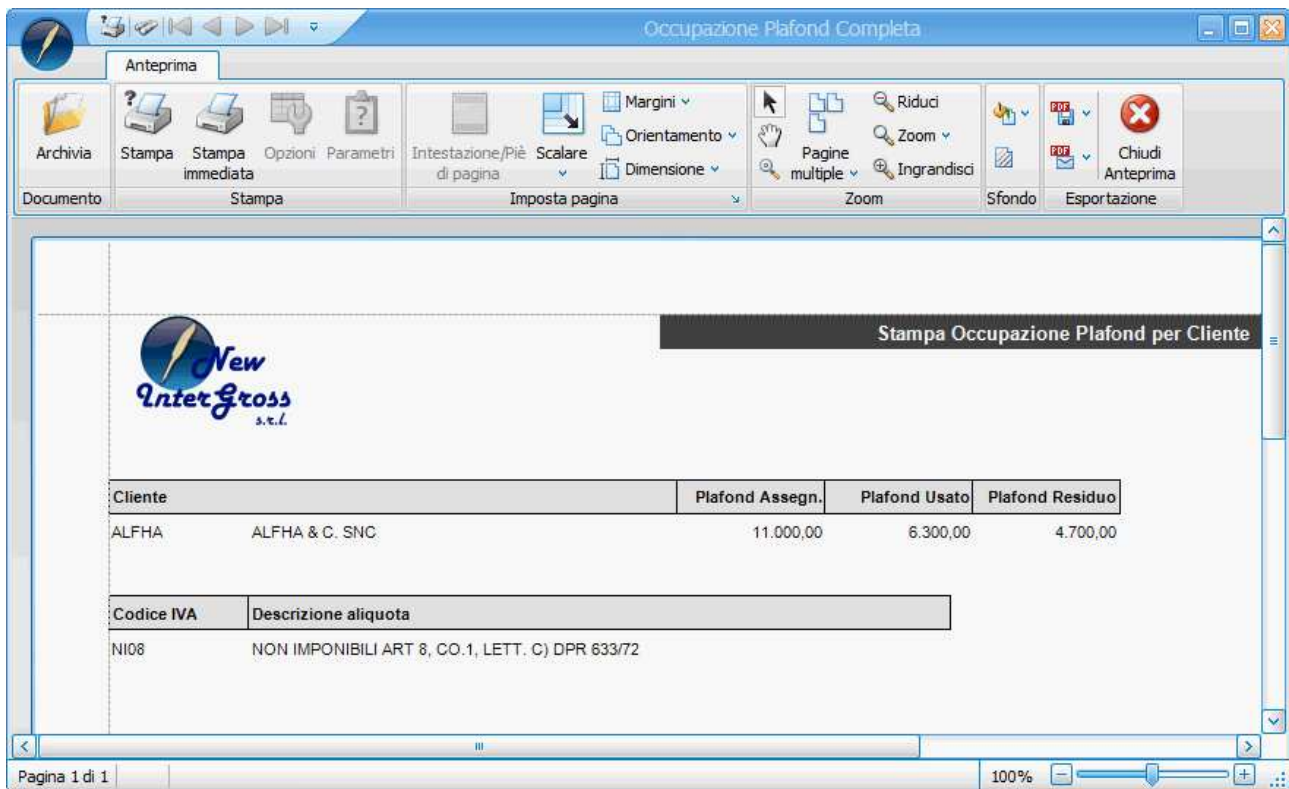 Occupazione Plafond Completa
Anteprima
Archivia
Stampa
Stampa immediata
Opzioni
Parametri
Intestazione/Piè di pagina
Scalare
Margini
Orientamento
Dimensione
Pagine multiple
Riduci
Zoom
Ingrandisci
PDF
PDF
Chiudi Anteprima
Documento
Stampa
Imposta pagina
Zoom
Sfondo
Esportazione
Stampa Occupazione Plafond per Cliente
New
InterGross
s.r.l.
Cliente Plafond Assegn. Plafond Usato Plafond Residuo
ALFHA ALFHA & C. SNC 11.000,00 6.300,00 4.700,00
Codice IVA Descrizione aliquota
NI08 NON IMPONIBILI ART 8, CO.1, LETT. C) DPR 633/72
Pagina 1 di 1 100%